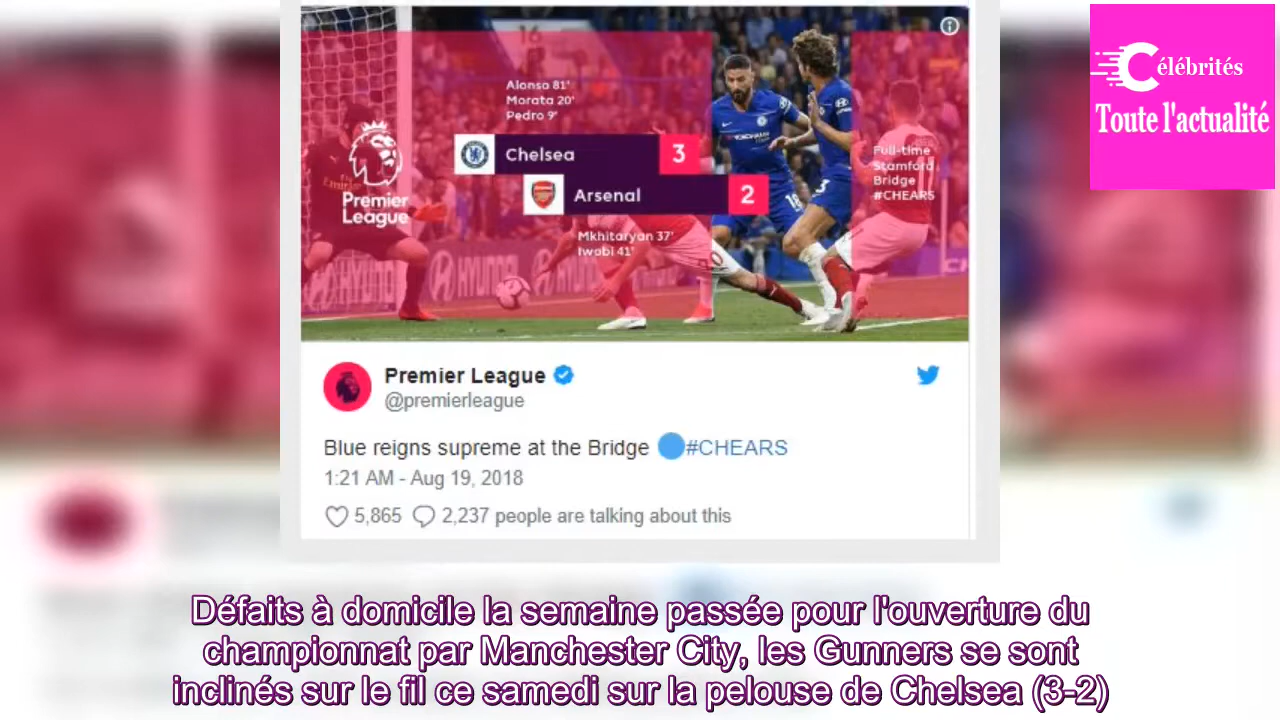 Alonso 81'
Morata 20'
Pedro 9'
Chelsea 3
Arsenal 2
Mkhitaryan 37'
Iwobi 41'
Premier
League
Full-time
Stamford
Bridge
#CHEARS
HYUNDAI
Célébrités
Toute l'actualité
Premier League
@premierleague
Blue reigns supreme at the Bridge #CHEARS
1:21 AM - Aug 19, 2018
5,865 2,237 people are talking about this
Défaits à domicile la semaine passée pour l'ouverture du
championnat par Manchester City, les Gunners se sont
inclinés sur le fil ce samedi sur la pelouse de Chelsea (3-2)